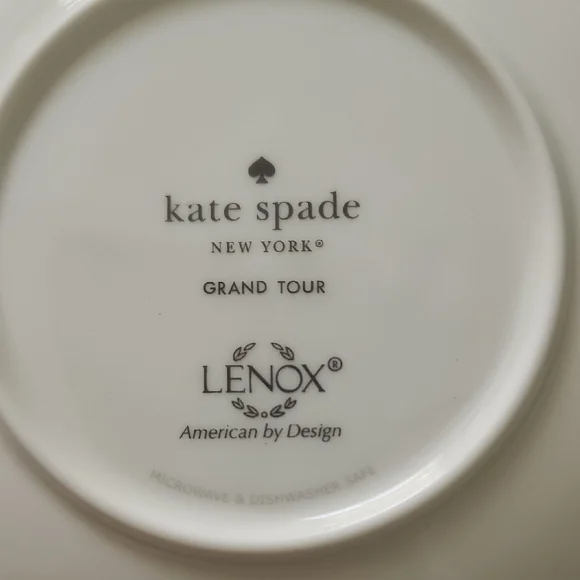 kate spade
NEW YORK®
GRAND TOUR
LENOX®
American by Design
MICROWAVE & DISHWASHER SAFE